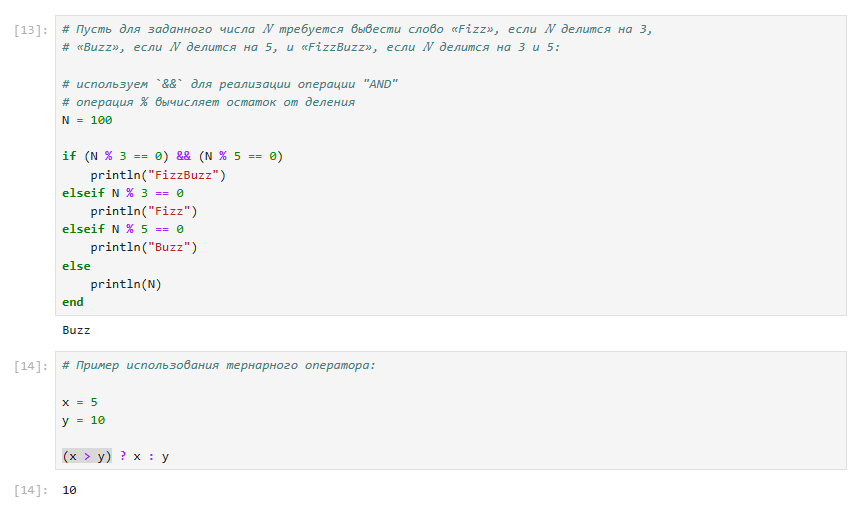 [13]: # Пусть для заданного числа N требуется вывести слово «Fizz», если N делится на 3,
# «Buzz», если N делится на 5, и «FizzBuzz», если N делится на 3 и 5:
# используем `&&` для реализации операции "AND"
# операция % вычисляет остаток от деления
N = 100
if (N % 3 == 0) && (N % 5 == 0)
    println("FizzBuzz")
elseif N % 3 == 0
    println("Fizz")
elseif N % 5 == 0
    println("Buzz")
else
    println(N)
end
Buzz
[14]: # Пример использования тернарного оператора:
x = 5
y = 10
(x > y) ? x : y
[14]: 10